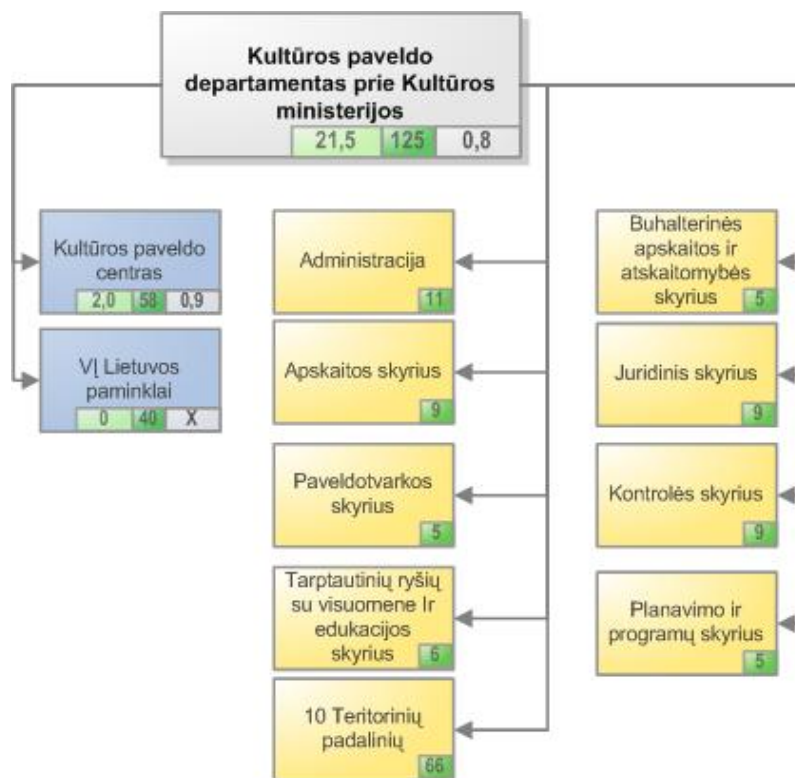 Kultūros paveldo
departamentas prie Kultūros
ministerijos
21,5 125 0,8
Kultūros paveldo
centras
2,0 58 0,9
VĮ Lietuvos
paminklai
0 40 X
Administracija
11
Apskaitos skyrius
9
Paveldotvarkos
skyrius
5
Tarptautinių ryšių
su visuomene Ir
edukacijos
skyrius
6
10 Teritorinių
padalinių
66
Buhalterinės
apskaitos ir
atskaitomybės
skyrius
5
Juridinis skyrius
9
Kontrolės skyrius
9
Planavimo ir
programų skyrius
5